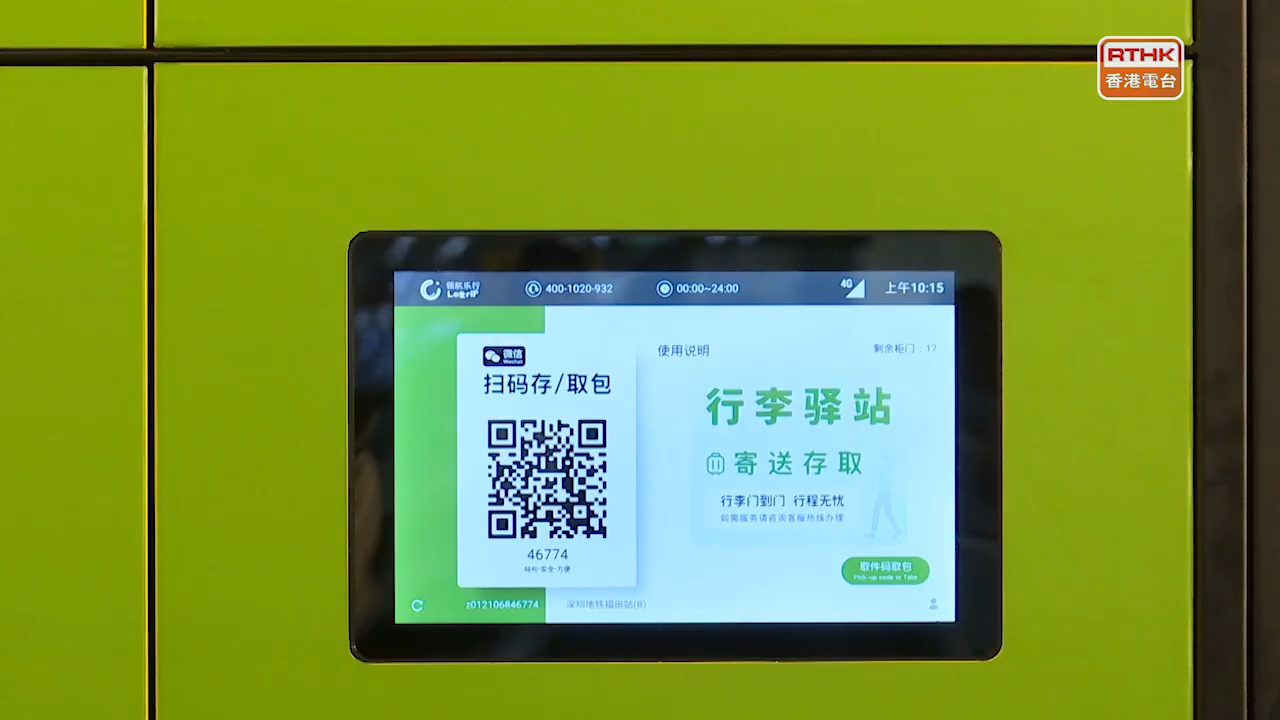 RTHK
香港電台
领航乐行
400-1020-932
00:00~24:00
4G
上午10:15
微信
Wechat
扫码存/取包
46774
轻松·安全·方便
z012106846774
深圳地铁福田站(B)
使用说明
剩余柜门：17
行李驿站
寄送存取
行李门到门 行程无忧
如需服务请咨询客服热线办理
取件码取包
Pick-up code to Take